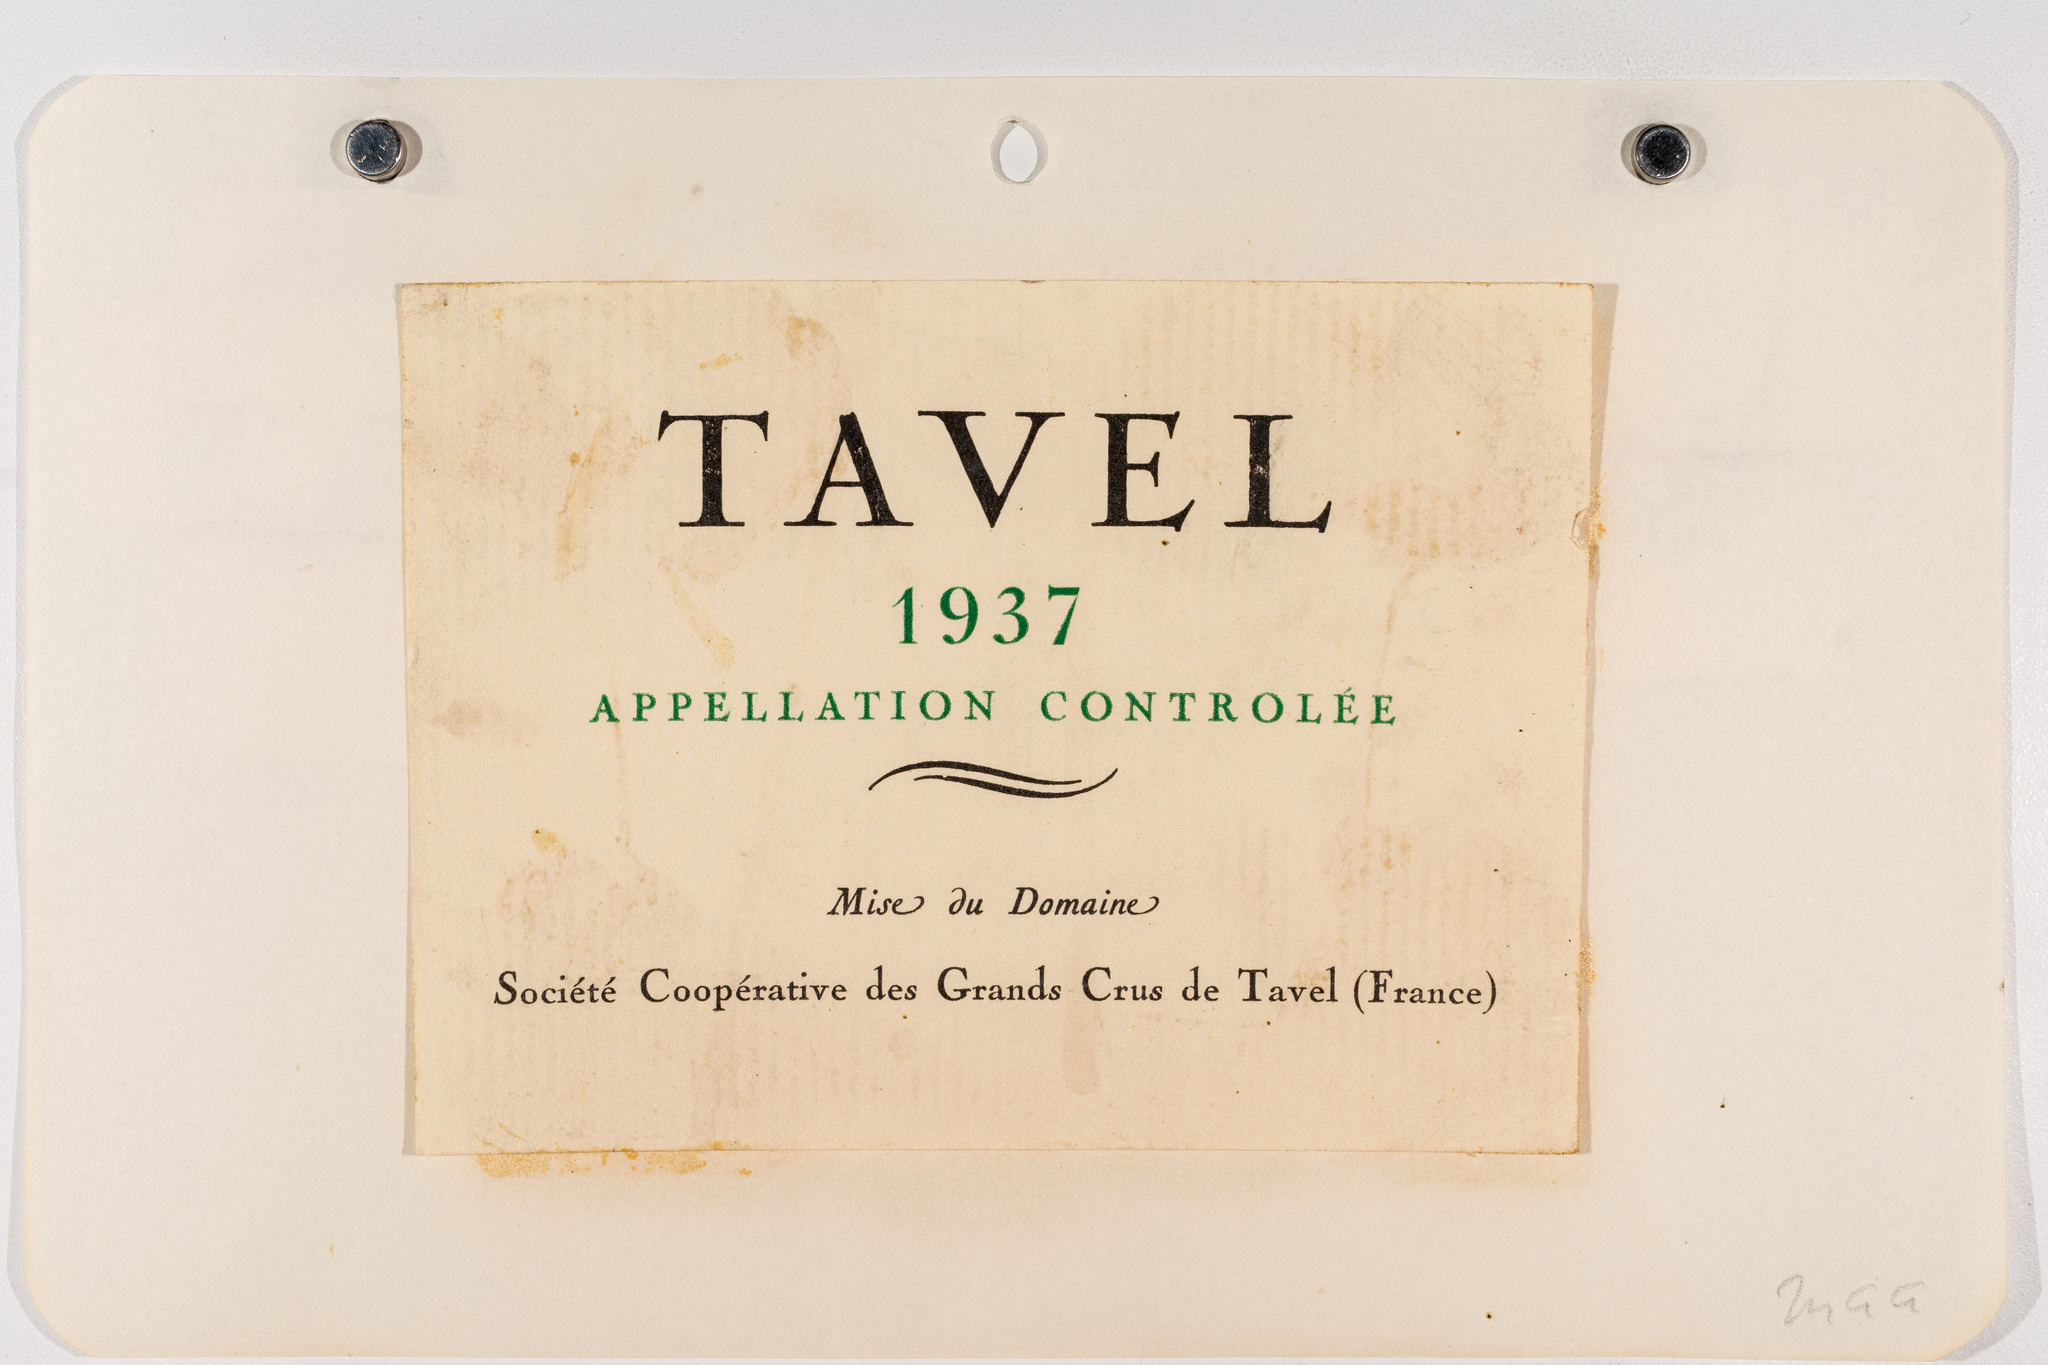 TAVEL
1937
APPELLATION CONTROLÉE
Mise du Domaine
Société Coopérative des Grands Crus de Tavel (France)